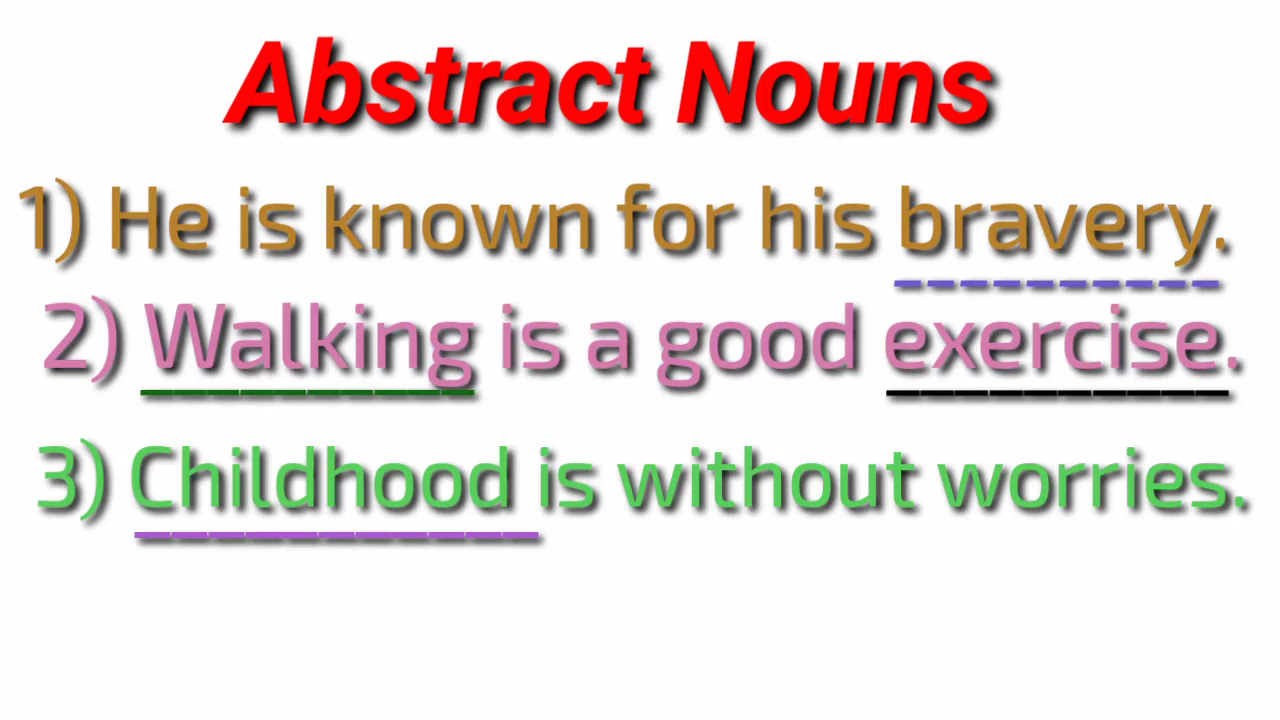 Abstract Nouns
1) He is known for his bravery.
2) Walking is a good exercise.
3) Childhood is without worries.